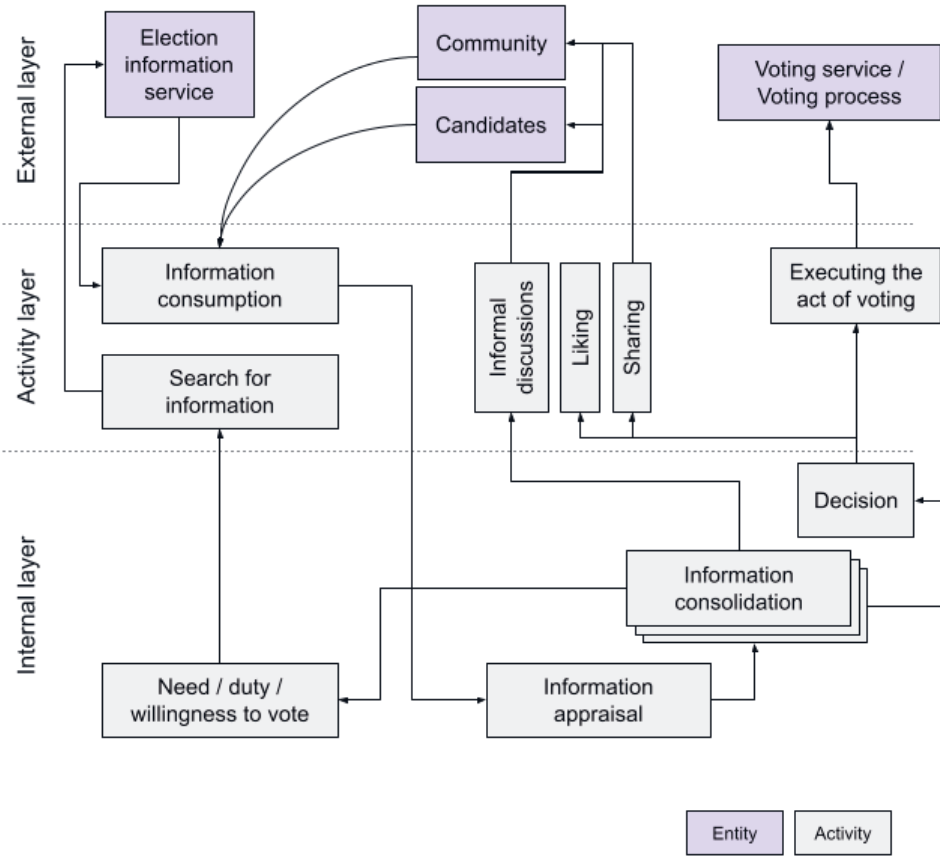 External layer
Election
information
service
Community
Candidates
Voting service /
Voting process
Activity layer
Information
consumption
Search for
information
Informal
discussions
Liking
Sharing
Executing the
act of voting
Internal layer
Decision
Information
consolidation
Need / duty /
willingness to vote
Information
appraisal
Entity
Activity